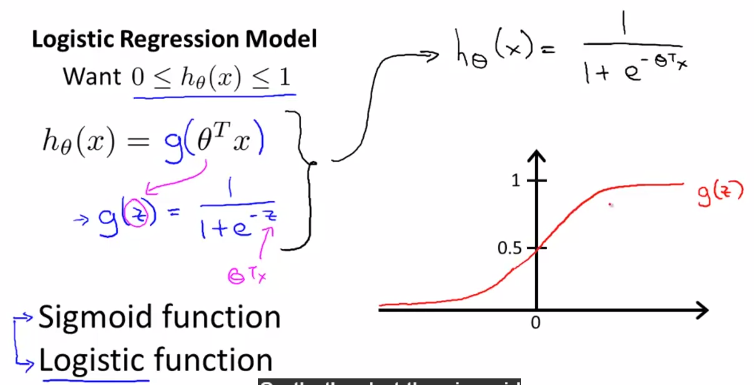 Logistic Regression Model
Want 0 ≤ hθ(x) ≤ 1
hθ(x) = g(θᵀx)
→ g(z) = 1 / (1 + e^(-z))
θᵀx
→ Sigmoid function
→ Logistic function
hθ(x) = 1 / (1 + e^(-θᵀx))
1
g(z)
0.5
0